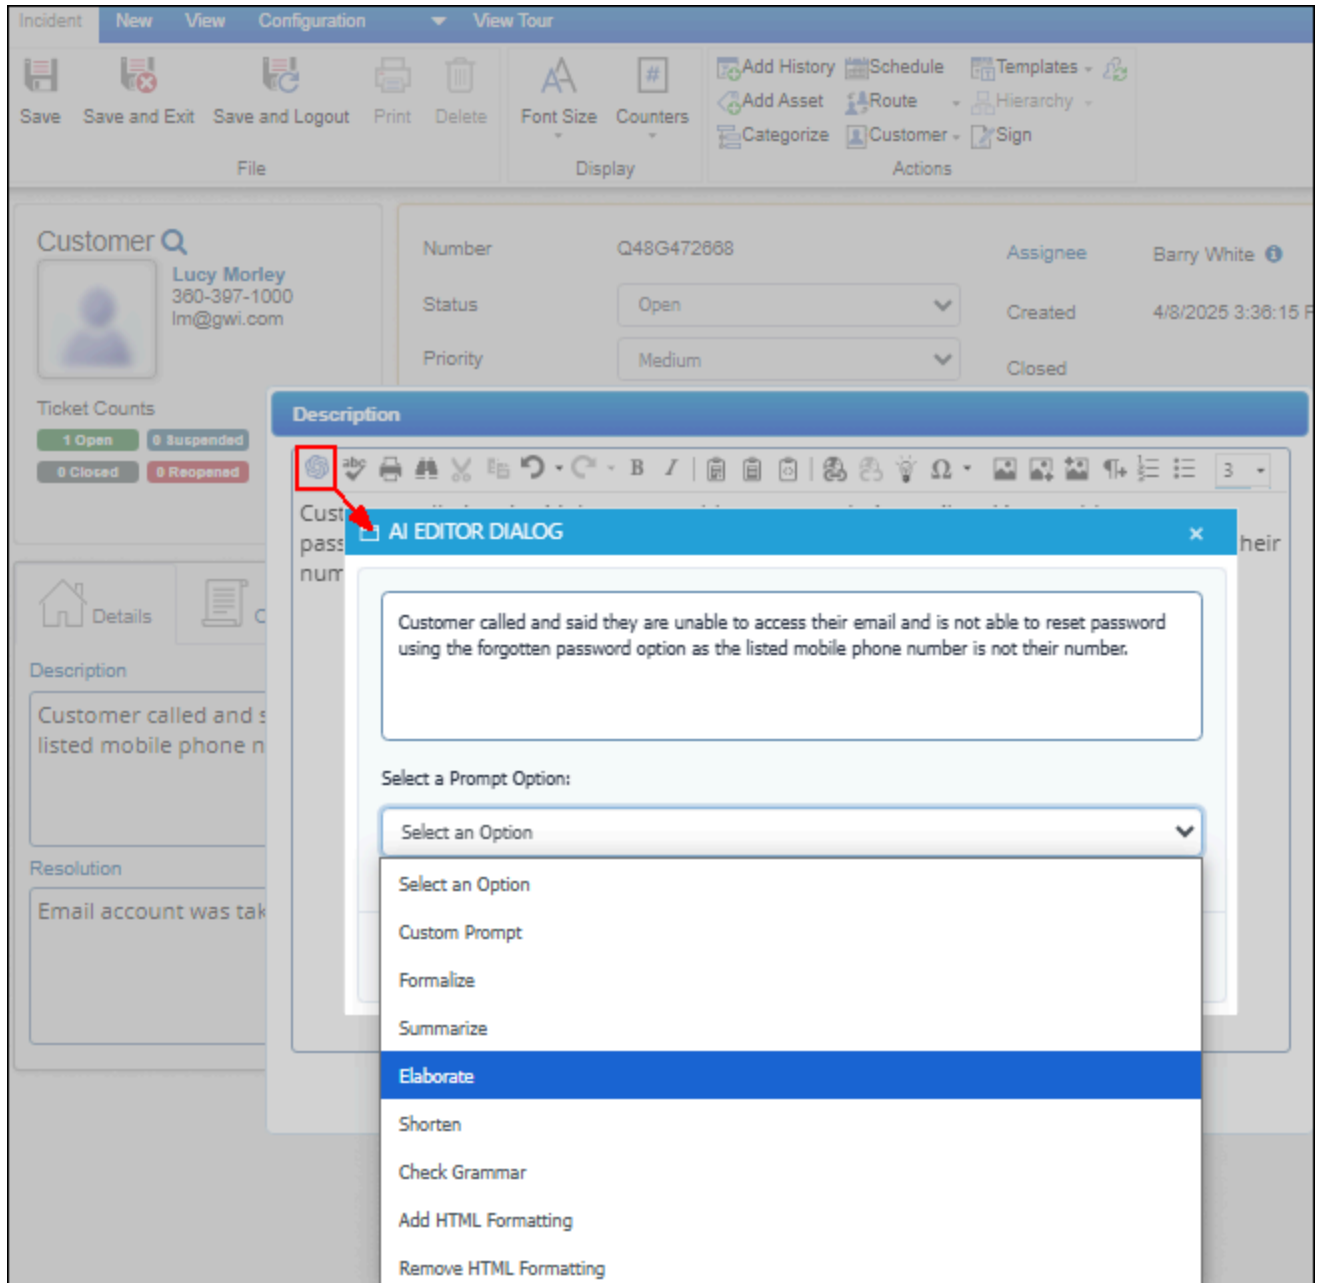 Incident New View Configuration View Tour
Save Save and Exit Save and Logout Print Delete
File
Font Size Counters
Display
Add History Schedule Templates
Add Asset Route Hierarchy
Categorize Customer Sign
Actions
Customer
Lucy Morley
360-397-1000
lm@gwi.com
Ticket Counts
1 Open 0 Suspended
0 Closed 0 Reopened
Number Q48G472668
Status Open
Priority Medium
Assignee Barry White
Created 4/8/2025 3:36:15 P
Closed
Details
Description
Customer called and s
listed mobile phone n
Resolution
Email account was tak
Description
abc B I Ω 3
Cust
pass heir
num
AI EDITOR DIALOG ×
Customer called and said they are unable to access their email and is not able to reset password
using the forgotten password option as the listed mobile phone number is not their number.
Select a Prompt Option:
Select an Option
Select an Option
Custom Prompt
Formalize
Summarize
Elaborate
Shorten
Check Grammar
Add HTML Formatting
Remove HTML Formatting